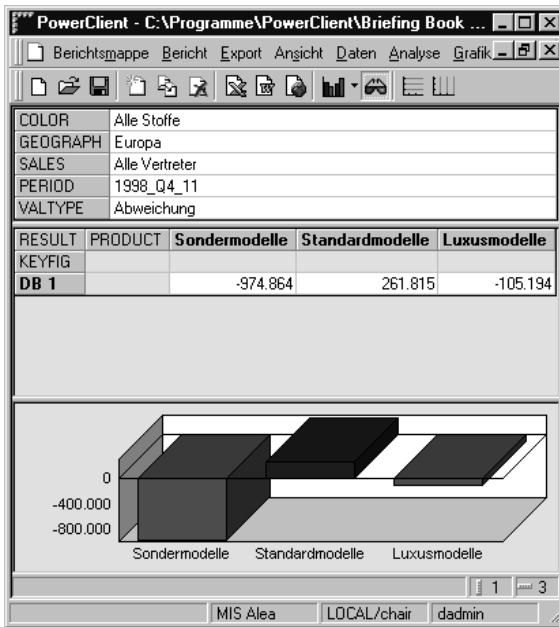 PowerClient - C:\Programme\PowerClient\Briefing Book ...
Berichtsmappe Bericht Export Ansicht Daten Analyse Grafik
COLOR Alle Stoffe
GEOGRAPH Europa
SALES Alle Vertreter
PERIOD 1998_Q4_11
VALTYPE Abweichung
RESULT PRODUCT Sondermodelle Standardmodelle Luxusmodelle
KEYFIG
DB 1 -974.864 261.815 -105.194
0
-400.000
-800.000
Sondermodelle Standardmodelle Luxusmodelle
1 3
MIS Alea LOCAL/chair dadmin